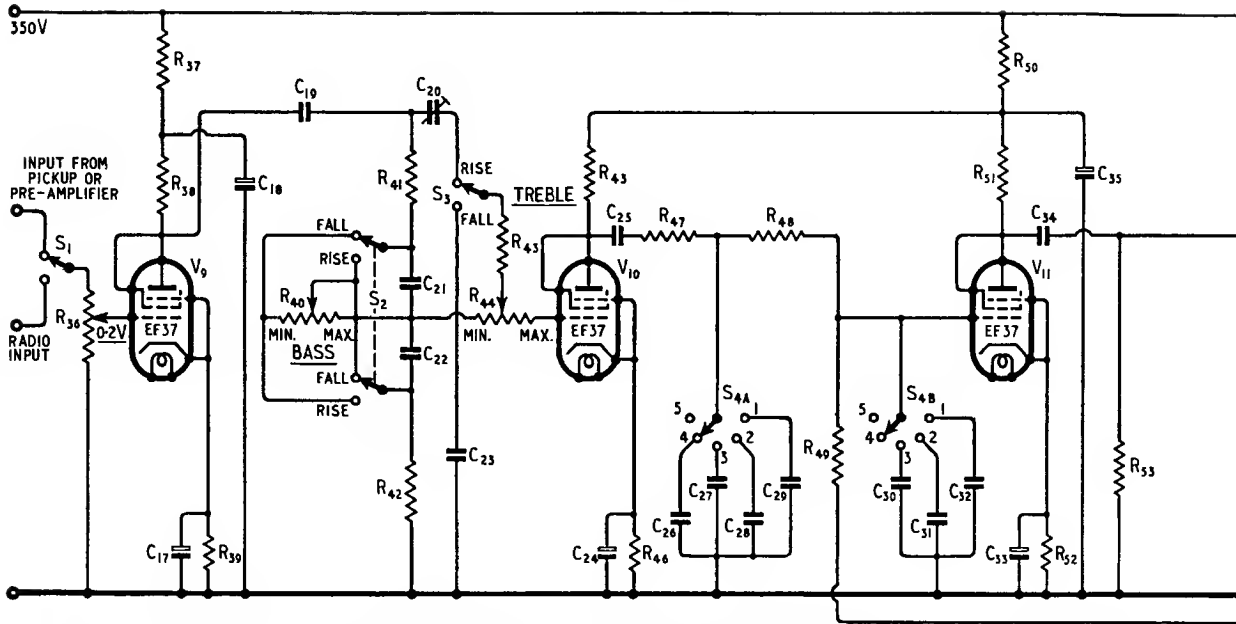 350V
R37
R50
C19
C20
INPUT FROM
PICKUP OR
PRE-AMPLIFIER
R38
C18
R41
RISE
S3
FALL
TREBLE
R43
R43
C25
R47
R48
R51
C35
C34
S1
V9
FALL
RISE
C21
V10
V11
R36
0-2V
EF37
R40
S2
R44
EF37
EF37
RADIO
INPUT
MIN.
MAX.
BASS
MIN.
MAX.
C22
FALL
RISE
S4A
5
4
3
2
1
S4B
5
4
3
2
1
R42
C23
R49
R53
C27
C29
C30
C32
C26
C28
C31
C17
R39
C24
R46
C33
R52